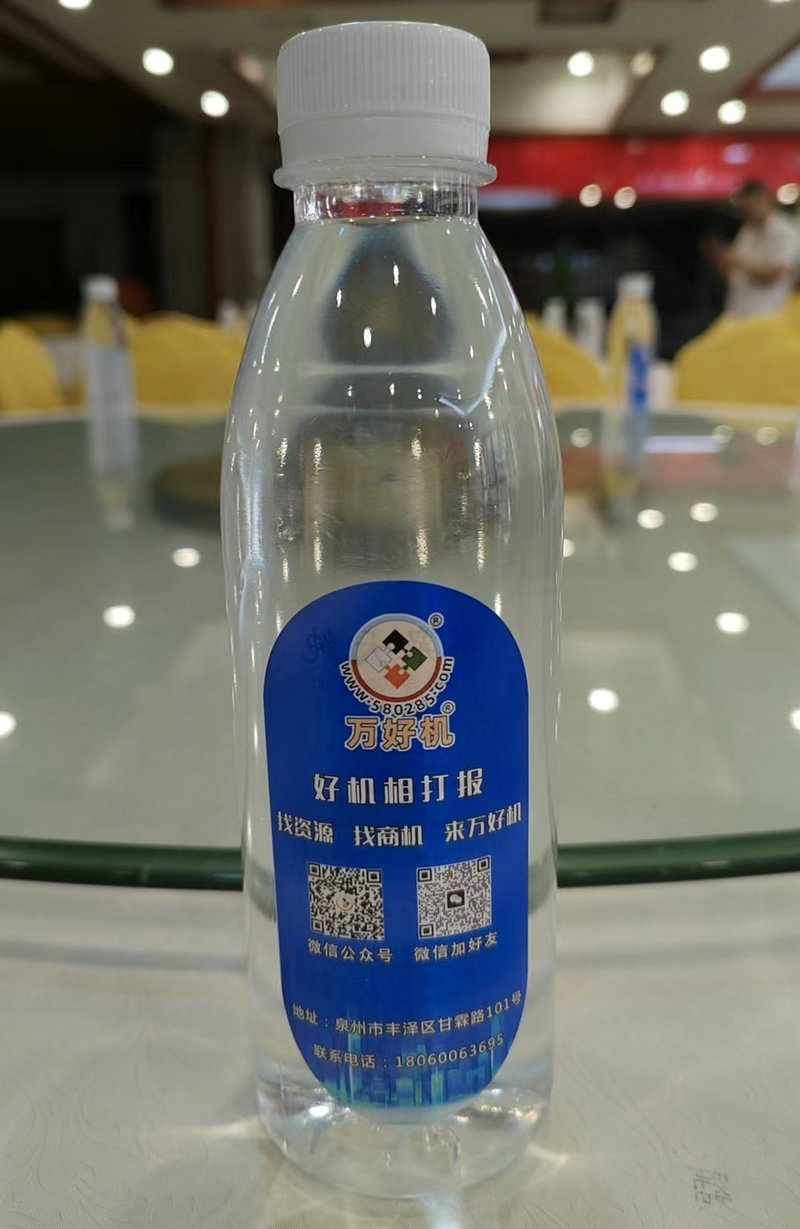 ®
www.580285.com
万好机®
好机相打报
找资源 找商机 来万好机
微信公众号 微信加好友
地址：泉州市丰泽区甘霖路101号
联系电话：18060063695